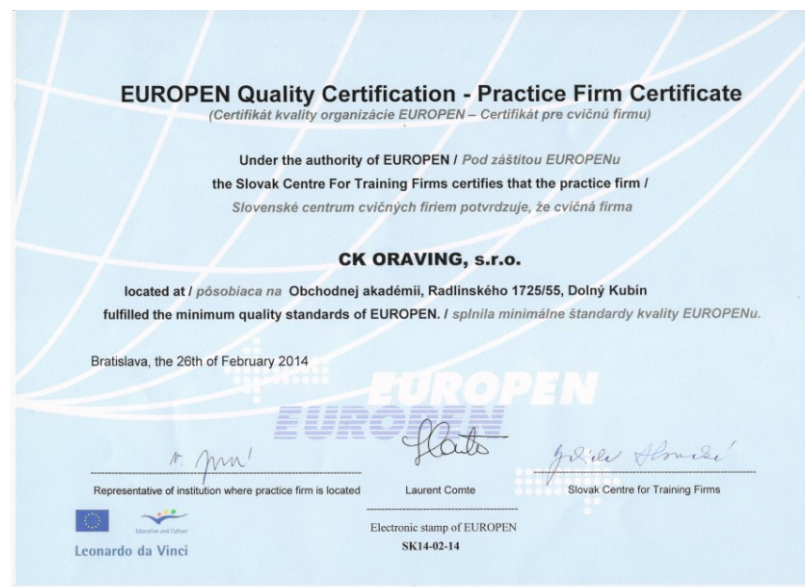 EUROPEN Quality Certification - Practice Firm Certificate
(Certifikát kvality organizácie EUROPEN – Certifikát pre cvičnú firmu)
Under the authority of EUROPEN / Pod záštitou EUROPENu
the Slovak Centre For Training Firms certifies that the practice firm /
Slovenské centrum cvičných firiem potvrdzuje, že cvičná firma
CK ORAVING, s.r.o.
located at / pôsobiaca na Obchodnej akadémii, Radlinského 1725/55, Dolný Kubín
fulfilled the minimum quality standards of EUROPEN. / splnila minimálne štandardy kvality EUROPENu.
Bratislava, the 26th of February 2014
EUROPEN
EUROPEN
Representative of institution where practice firm is located
Laurent Comte
Slovak Centre for Training Firms
Education and Culture
Leonardo da Vinci
Electronic stamp of EUROPEN
SK14-02-14